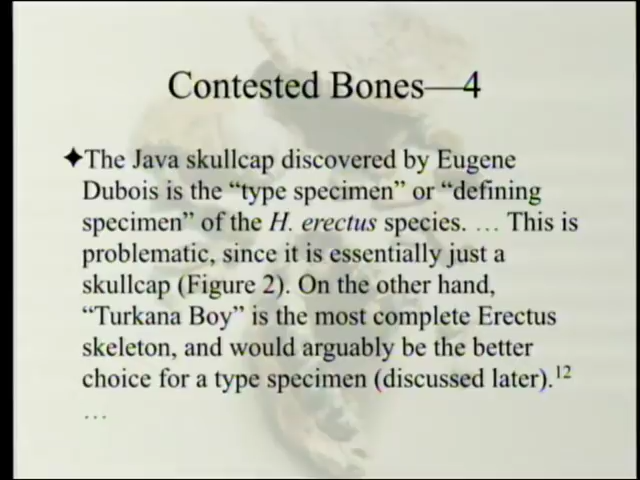 Contested Bones—4
✦The Java skullcap discovered by Eugene
Dubois is the “type specimen” or “defining
specimen” of the H. erectus species. … This is
problematic, since it is essentially just a
skullcap (Figure 2). On the other hand,
“Turkana Boy” is the most complete Erectus
skeleton, and would arguably be the better
choice for a type specimen (discussed later).12
…